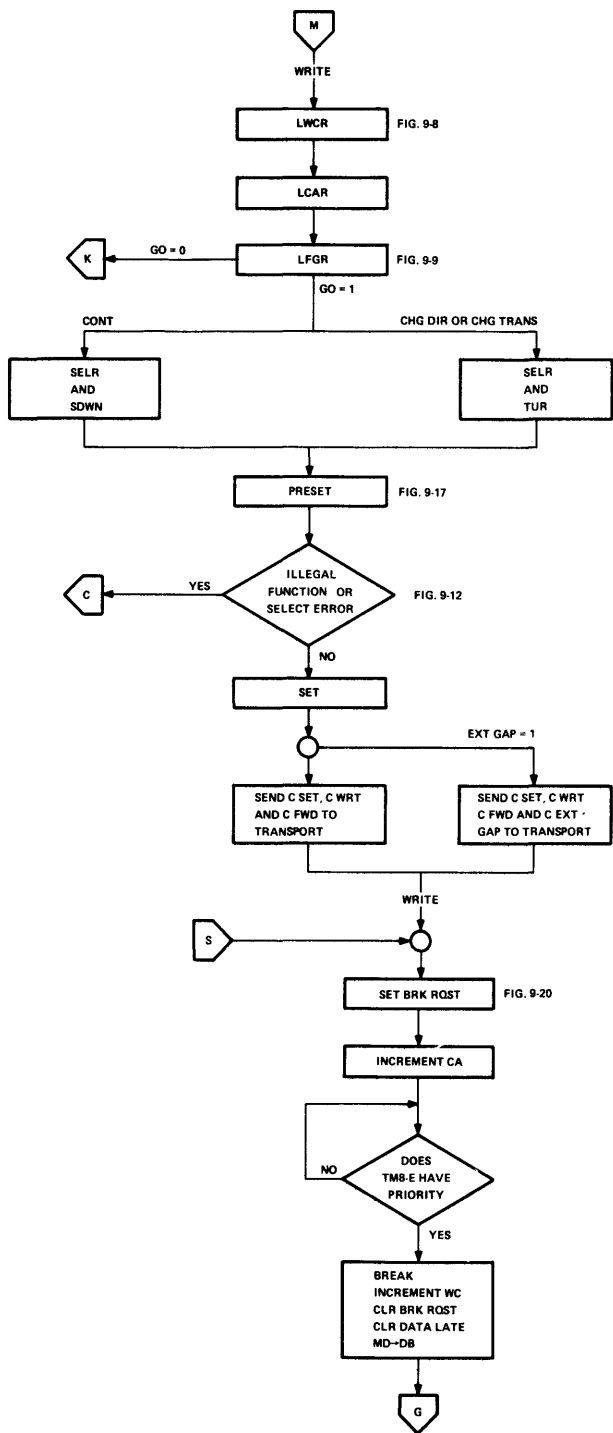 M
WRITE
LWCR
FIG. 9-8
LCAR
K
GO = 0
LFGR
FIG. 9-9
GO = 1
CONT
CHG DIR OR CHG TRANS
SELR
AND
SDWN
SELR
AND
TUR
PRESET
FIG. 9-17
C
YES
ILLEGAL
FUNCTION OR
SELECT ERROR
FIG. 9-12
NO
SET
EXT GAP = 1
SEND C SET, C WRT
AND C FWD TO
TRANSPORT
SEND C SET, C WRT
C FWD AND C EXT
GAP TO TRANSPORT
WRITE
S
SET BRK RQST
FIG. 9-20
INCREMENT CA
NO
DOES
TM8-E HAVE
PRIORITY
YES
BREAK
INCREMENT WC
CLR BRK RQST
CLR DATA LATE
MD→DB
G